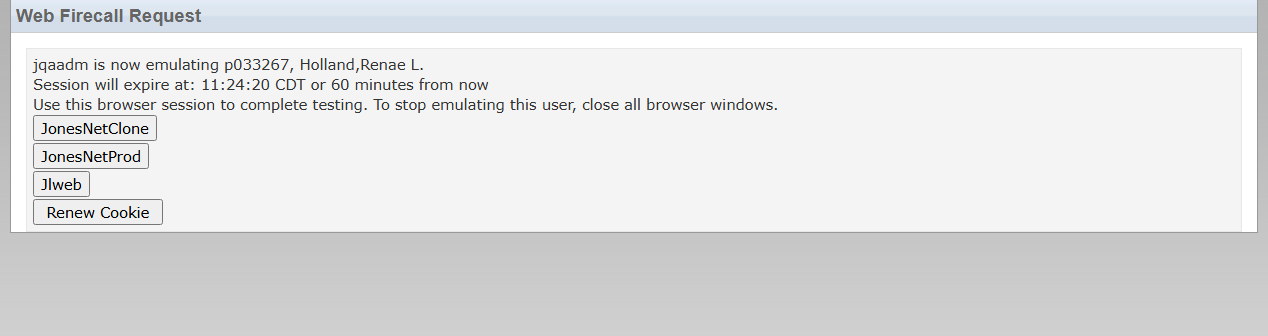 Web Firecall Request
jqaadm is now emulating p033267, Holland,Renae L.
Session will expire at: 11:24:20 CDT or 60 minutes from now
Use this browser session to complete testing. To stop emulating this user, close all browser windows.
JonesNetClone
JonesNetProd
Jlweb
Renew Cookie